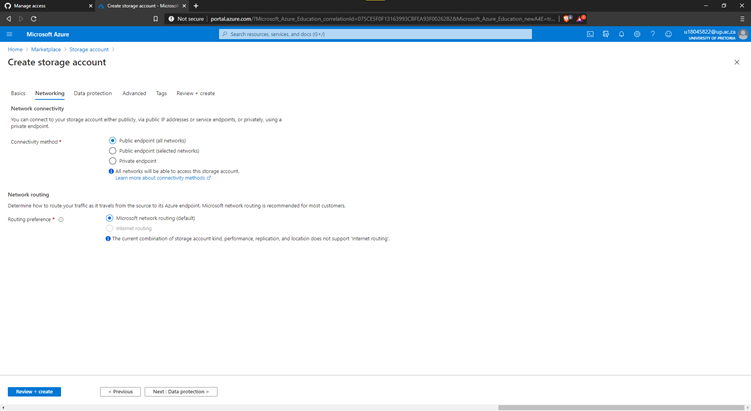 Manage access
Create storage account - Microsof
Not secure
portal.azure.com/?Microsoft_Azure_Education_correlationId=075CE5F0F13163993CBFEA93F0026282&Microsoft_Azure_Education_newA4E=tr...
Microsoft Azure
Search resources, services, and docs (G+/)
u18045822@up.ac.za
UNIVERSITY OF PRETORIA
Home > Marketplace > Storage account >
Create storage account
Basics Networking Data protection Advanced Tags Review + create
Network connectivity
You can connect to your storage account either publicly, via public IP addresses or service endpoints, or privately, using a
private endpoint.
Connectivity method *
Public endpoint (all networks)
Public endpoint (selected networks)
Private endpoint
All networks will be able to access this storage account.
Learn more about connectivity methods
Network routing
Determine how to route your traffic as it travels from the source to its Azure endpoint. Microsoft network routing is recommended for most customers.
Routing preference *
Microsoft network routing (default)
Internet routing
The current combination of storage account kind, performance, replication, and location does not support 'Internet routing'.
Review + create
< Previous
Next : Data protection >